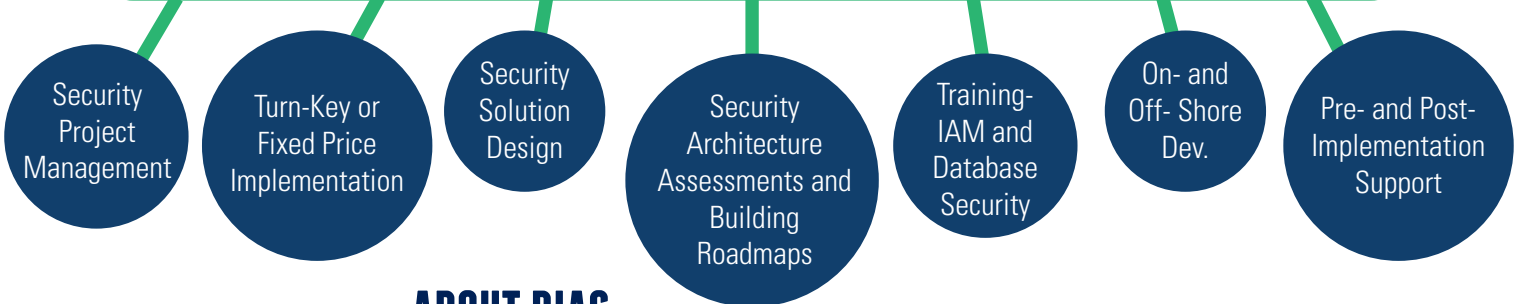 Security
Project
Management
Turn-Key or
Fixed Price
Implementation
Security
Solution
Design
Security
Architecture
Assessments and
Building
Roadmaps
Training-
IAM and
Database
Security
On- and
Off- Shore
Dev.
Pre- and Post-
Implementation
Support
ABOUT